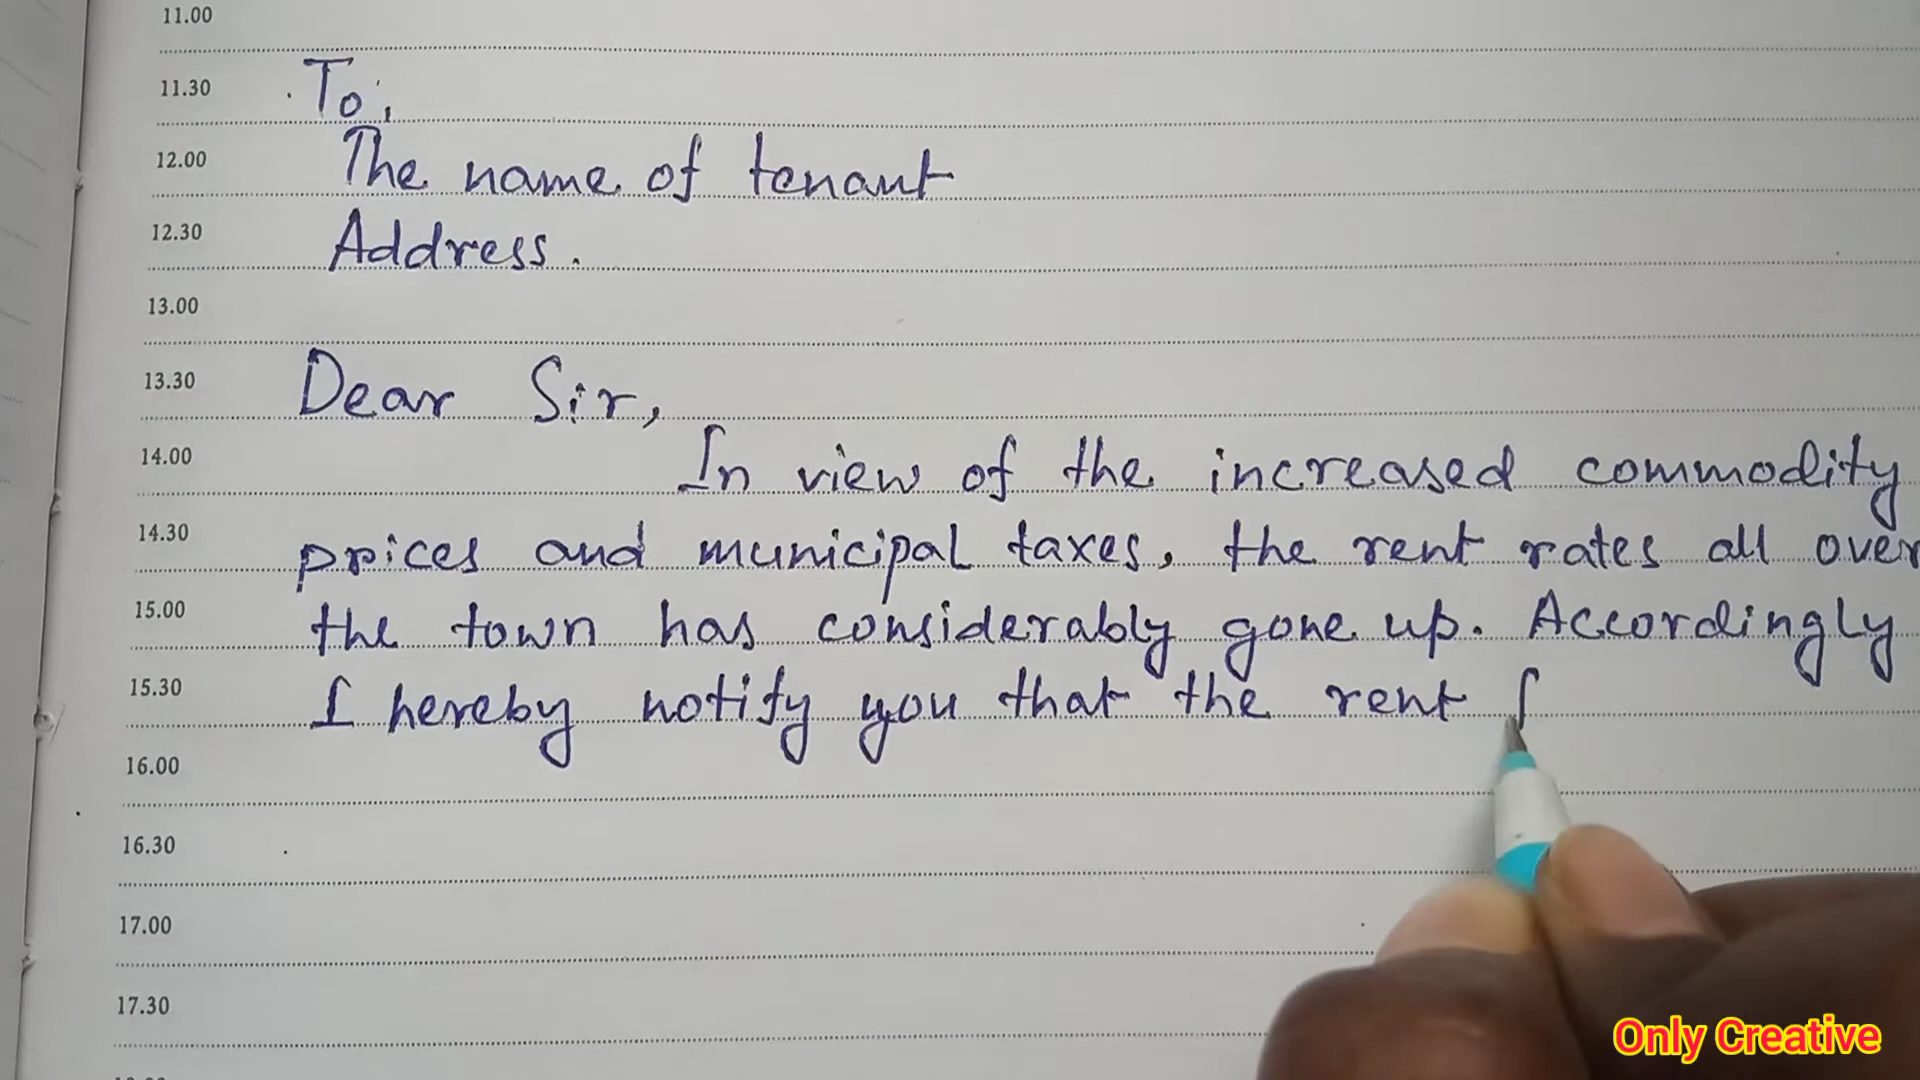 11.00
11.30 To,
12.00 The name of tenant
12.30 Address.
13.00
13.30 Dear Sir,
14.00 In view of the increased commodity
14.30 prices and municipal taxes, the rent rates all over
15.00 the town has considerably gone up. Accordingly
15.30 I hereby notify you that the rent
16.00
16.30
17.00
17.30
Only Creative